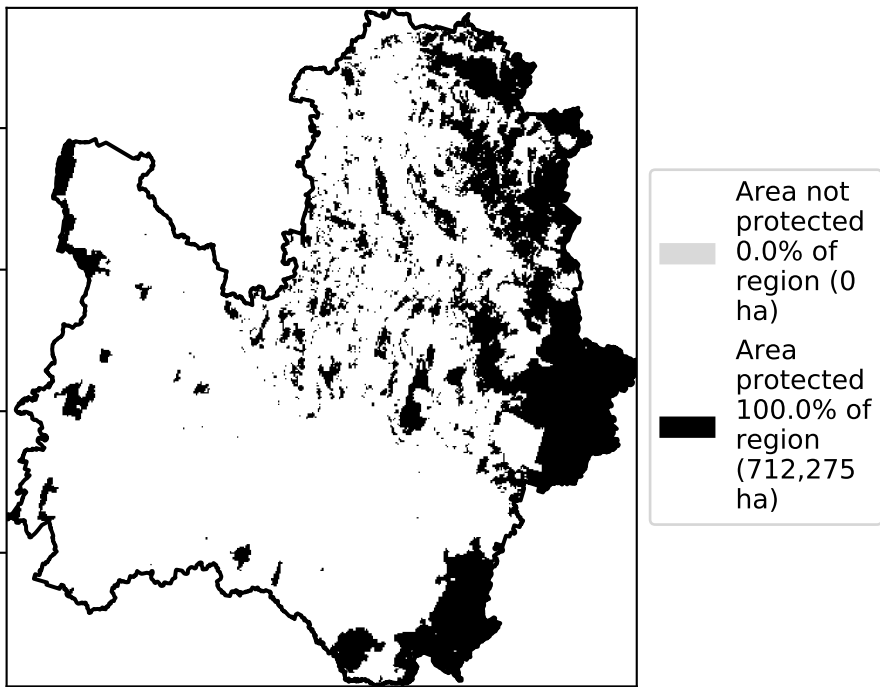 Area not
protected
0.0% of
region (0
ha)
Area
protected
100.0% of
region
(712,275
ha)